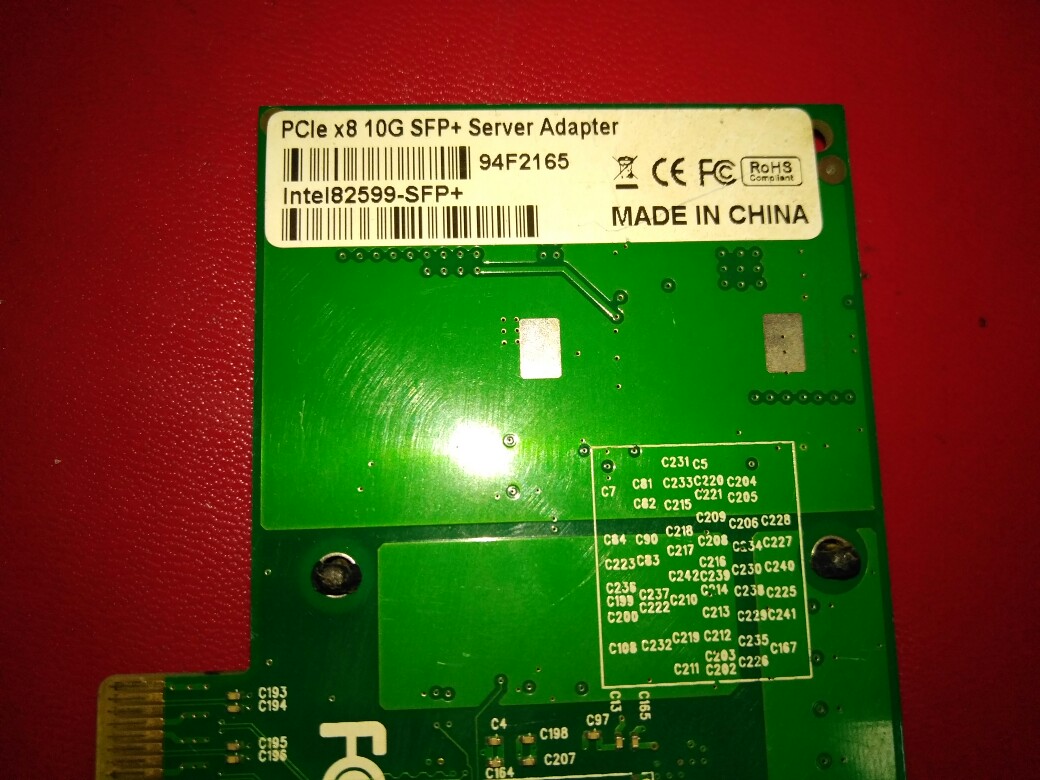 PCIe x8 10G SFP+ Server Adapter
94F2165
CE FC RoHS
Compliant
Intel82599-SFP+
MADE IN CHINA
C231 C5
C7 C81 C233 C220 C204
C82 C215 C221 C205
C209 C206 C228
C84 C90 C218 C208 C234 C227
C223 C83 C217 C216 C230 C240
C242 C239
C236 C237 C214 C238 C225
C199 C222 C210
C200 C213 C229 C241
C108 C232 C219 C212 C235 C167
C203 C226
C211 C202
C193
C194
C195
C196
C4 C198 C97 C13 C165
C164 C207
FC